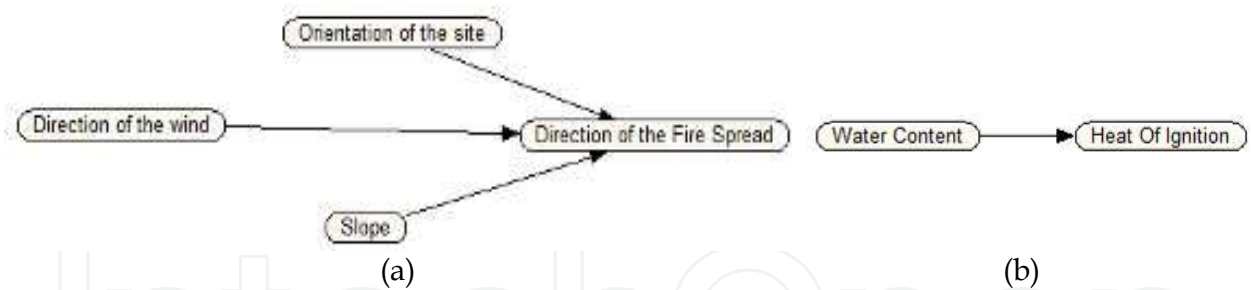 Orientation of the site
Direction of the wind
Direction of the Fire Spread
Water Content
Heat Of Ignition
Slope
(a)
(b)